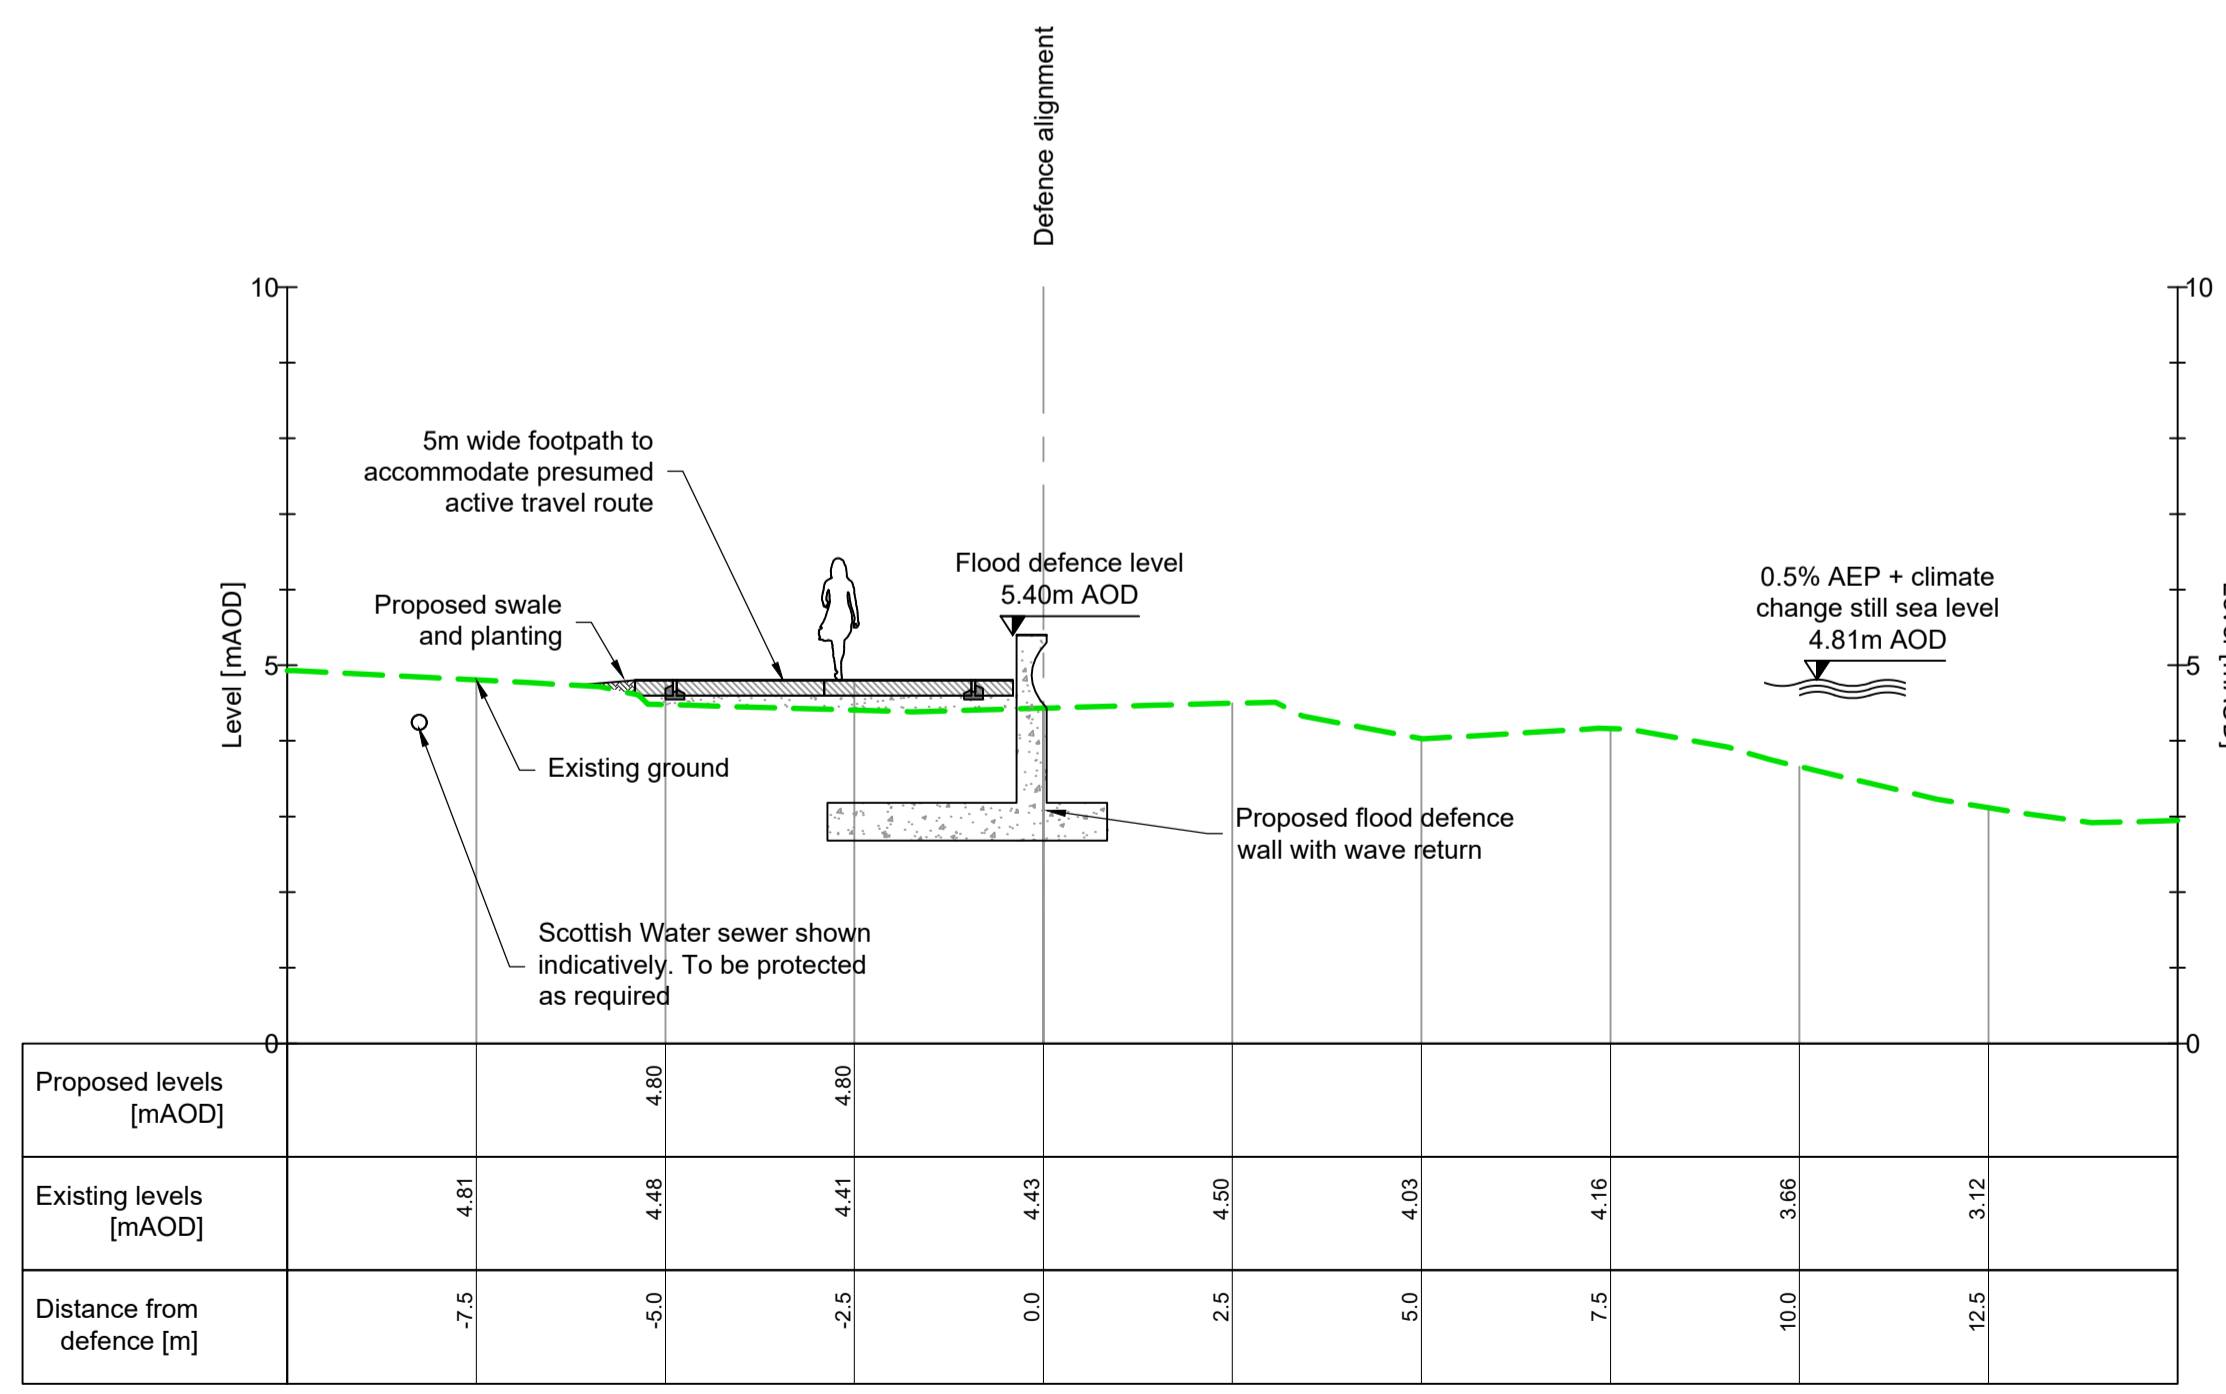 Defence alignment
10
10
5m wide footpath to
accommodate presumed
active travel route
Flood defence level
5.40m AOD
0.5% AEP + climate
change still sea level
4.81m AOD
Proposed swale
and planting
Level [mAOD]
5
5
Existing ground
Proposed flood defence
wall with wave return
Scottish Water sewer shown
indicatively. To be protected
as required
0
0
Proposed levels
[mAOD]
4.80
4.80
Existing levels
[mAOD]
4.81
4.48
4.41
4.43
4.50
4.03
4.16
3.66
3.12
Distance from
defence [m]
-7.5
-5.0
-2.5
0.0
2.5
5.0
7.5
10.0
12.5